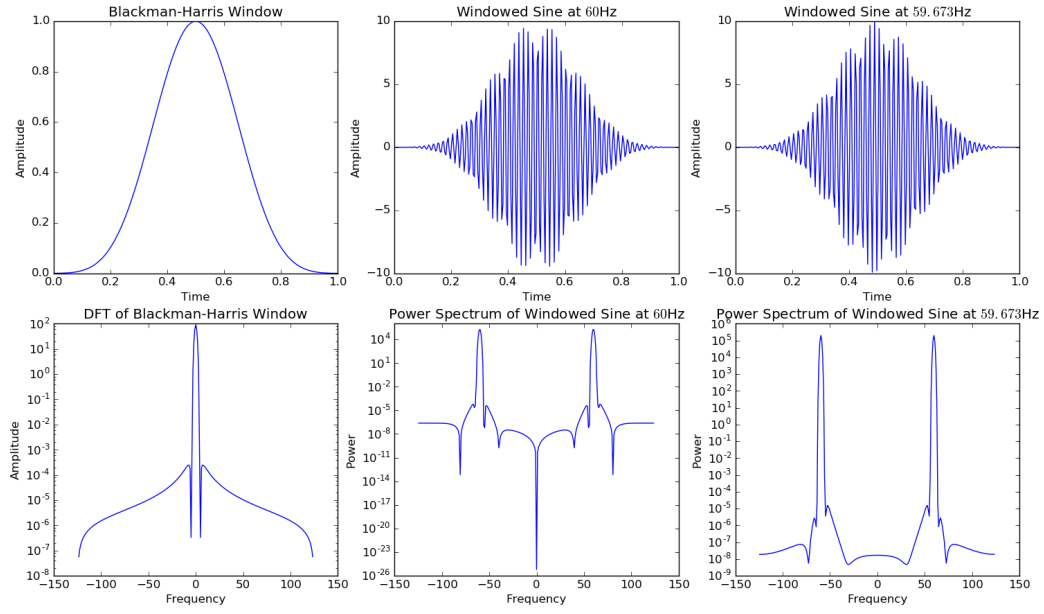 Blackman-Harris Window
Windowed Sine at 60Hz
Windowed Sine at 59.673Hz
1.0
0.8
0.6
0.4
0.2
0.0
Amplitude
0.0 0.2 0.4 0.6 0.8 1.0
Time
10
5
0
−5
−10
Amplitude
0.0 0.2 0.4 0.6 0.8 1.0
Time
10
5
0
−5
−10
Amplitude
0.0 0.2 0.4 0.6 0.8 1.0
Time
DFT of Blackman-Harris Window
Power Spectrum of Windowed Sine at 60Hz
Power Spectrum of Windowed Sine at 59.673Hz
10^2
10^1
10^0
10^-1
10^-2
10^-3
10^-4
10^-5
10^-6
10^-7
10^-8
Amplitude
−150 −100 −50 0 50 100 150
Frequency
10^4
10^1
10^-2
10^-5
10^-8
10^-11
10^-14
10^-17
10^-20
10^-23
10^-26
Power
−150 −100 −50 0 50 100 150
Frequency
10^6
10^5
10^4
10^3
10^2
10^1
10^0
10^-1
10^-2
10^-3
10^-4
10^-5
10^-6
10^-7
10^-8
10^-9
Power
−150 −100 −50 0 50 100 150
Frequency